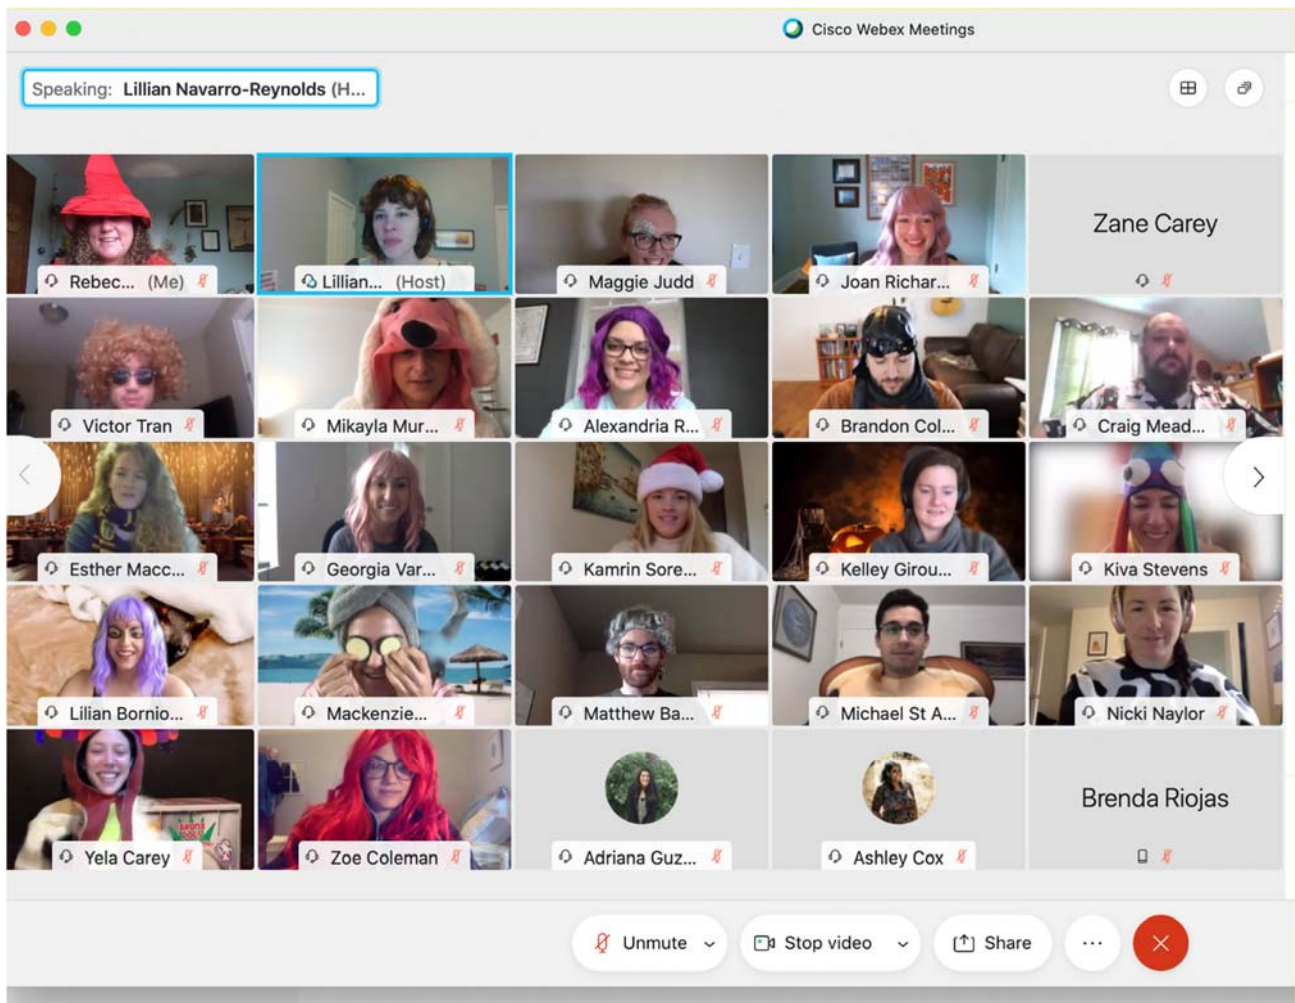 Cisco Webex Meetings
Speaking: Lillian Navarro-Reynolds (H...
Rebec... (Me)
Lillian... (Host)
Maggie Judd
Joan Richar...
Zane Carey
Victor Tran
Mikayla Mur...
Alexandria R...
Brandon Col...
Craig Mead...
Esther Macc...
Georgia Var...
Kamrin Sore...
Kelley Girou...
Kiva Stevens
Lilian Bornio...
Mackenzie...
Matthew Ba...
Michael St A...
Nicki Naylor
BRONX
DOGS
Yela Carey
Zoe Coleman
Adriana Guz...
Ashley Cox
Brenda Riojas
Unmute
Stop video
Share